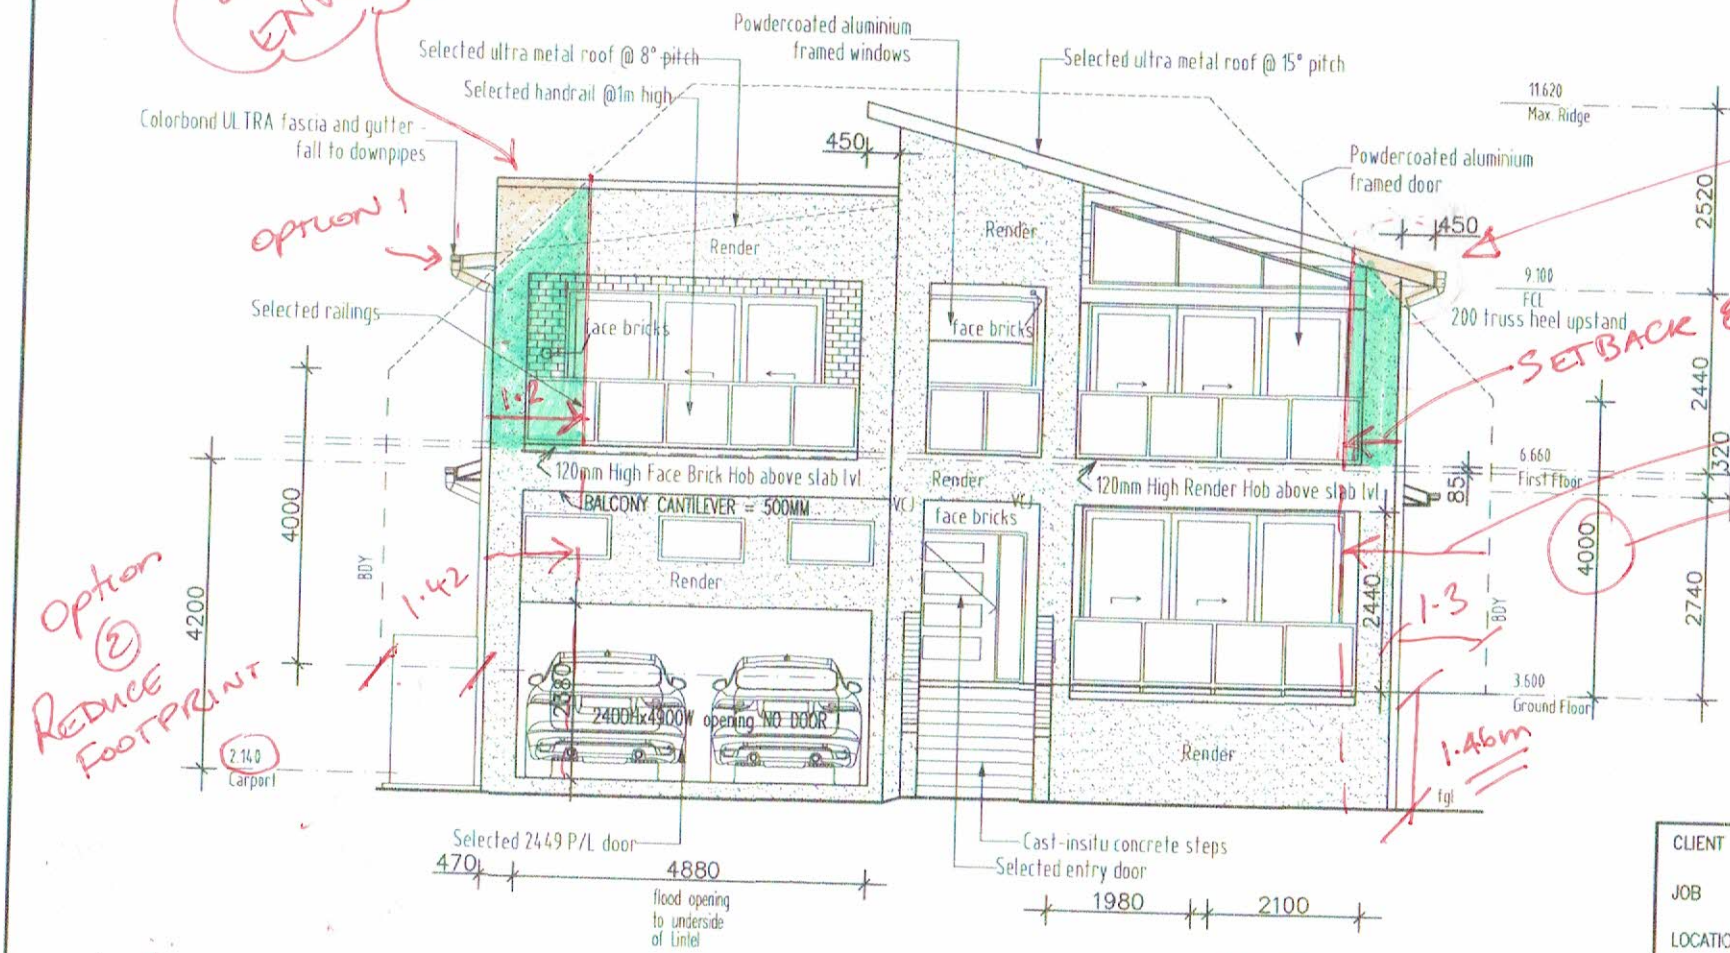 EN
Powdercoated aluminium
framed windows
Selected ultra metal roof @ 8° pitch
Selected ultra metal roof @ 15° pitch
Selected handrail @1m high
Colorbond ULTRA fascia and gutter -
fall to downpipes
11.620
Max. Ridge
450
Powdercoated aluminium
framed door
2520
OPTION 1
Render
Render
450
9.100
FCL
200 truss heel upstand
Selected railings
face bricks
face bricks
SETBACK
2440
1.2
6.660
First Floor
320
120mm High Face Brick Hob above slab lvl
Render
120mm High Render Hob above slab lvl
85
BALCONY CANTILEVER = 500MM
VCJ
VCJ
face bricks
4000
4000
BDY
1.42
Render
4200
2440
1.3
BDY
2740
Option
2
REDUCE
FOOTPRINT
2400Hx4900W opening NO DOOR
3.600
Ground Floor
2.140
Carport
Render
1.46m
fgl
Selected 2449 P/L door
Cast-insitu concrete steps
Selected entry door
470
4880
1980
2100
flood opening
to underside
of Lintel
CLIENT
JOB